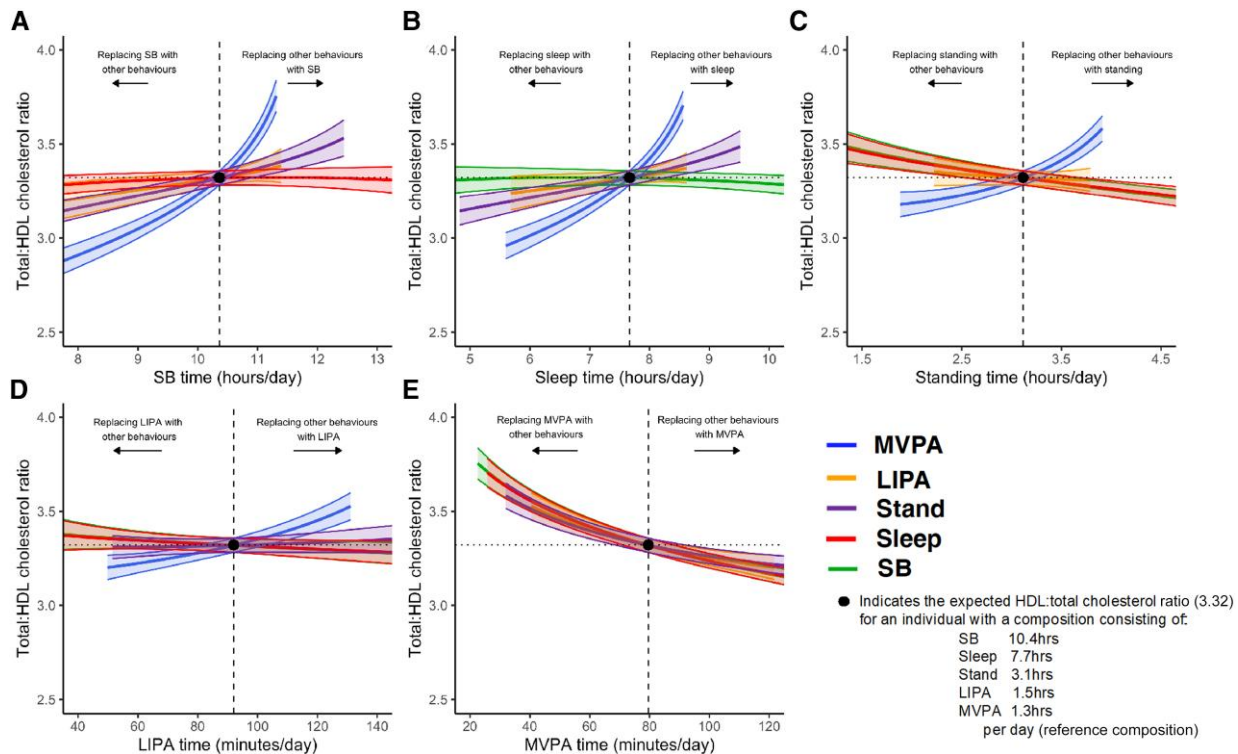 A
Replacing SB with
other behaviours
Replacing other behaviours
with SB
4.0
3.5
3.0
2.5
Total:HDL cholesterol ratio
8 9 10 11 12 13
SB time (hours/day)
B
Replacing sleep with
other behaviours
Replacing other behaviours
with sleep
4.0
3.5
3.0
2.5
Total:HDL cholesterol ratio
5 6 7 8 9 10
Sleep time (hours/day)
C
Replacing standing with
other behaviours
Replacing other behaviours
with standing
4.0
3.5
3.0
2.5
Total:HDL cholesterol ratio
1.5 2.5 3.5 4.5
Standing time (hours/day)
D
Replacing LIPA with
other behaviours
Replacing other behaviours
with LIPA
4.0
3.5
3.0
2.5
Total:HDL cholesterol ratio
40 60 80 100 120 140
LIPA time (minutes/day)
E
Replacing MVPA with
other behaviours
Replacing other behaviours
with MVPA
4.0
3.5
3.0
2.5
Total:HDL cholesterol ratio
20 40 60 80 100 120
MVPA time (minutes/day)
MVPA
LIPA
Stand
Sleep
SB
Indicates the expected HDL:total cholesterol ratio (3.32)
for an individual with a composition consisting of:
SB 10.4hrs
Sleep 7.7hrs
Stand 3.1hrs
LIPA 1.5hrs
MVPA 1.3hrs
per day (reference composition)